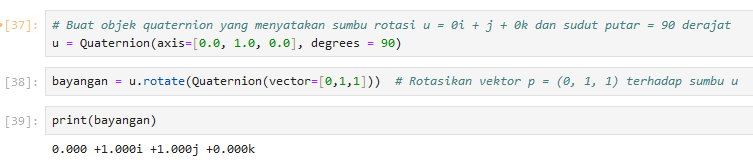 [37]: # Buat objek quaternion yang menyatakan sumbu rotasi u = 0i + j + 0k dan sudut putar = 90 derajat
u = Quaternion(axis=[0.0, 1.0, 0.0], degrees = 90)
[38]: bayangan = u.rotate(Quaternion(vector=[0,1,1])) # Rotasikan vektor p = (0, 1, 1) terhadap sumbu u
[39]: print(bayangan)
0.000 +1.000i +1.000j +0.000k